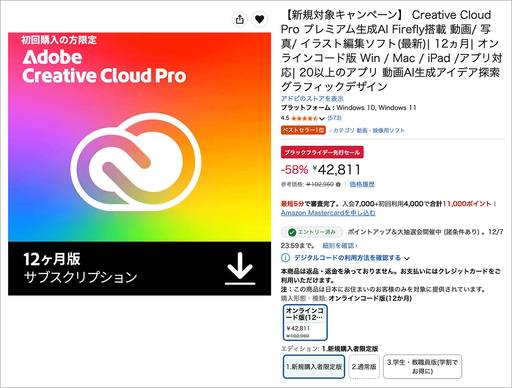 初回購入の方限定
Adobe
Creative Cloud Pro
12ヶ月版
サブスクリプション
【新規対象キャンペーン】 Creative Cloud
Pro プレミアム生成AI Firefly搭載 動画/ 写
真/ イラスト編集ソフト(最新)| 12ヵ月| オン
ラインコード版 Win / Mac / iPad /アプリ対
応| 20以上のアプリ 動画AI生成アイデア探索
グラフィックデザイン
アドビのストアを表示
プラットフォーム : Windows 10, Windows 11
4.5 (573)
ベストセラー1位 - カテゴリ 動画・映像用ソフト
ブラックフライデー先行セール
-58% ¥42,811
参考価格: ¥102,960 価格履歴
最短5分で審査完了。入会7,000+初回利用4,000で合計11,000ポイント |
Amazon Mastercardを申し込む
エントリー済み ポイントアップ&大抽選会開催中 (諸条件あり) 。12/7
23:59まで。 細則を確認
デジタルコードの利用方法を確認する
本商品は返品・返金を承っておりません。お支払いにはクレジットカードをご
利用いただけます。
注:この商品は日本にお住まいのお客様のみを対象に提供されています。
購入形態・種類: オンラインコード版(12か月)
オンラインコ
ード版(12...
¥42,811
¥102,960
エディション: 1.新規購入者限定版
1.新規購入者限定版 2.通常版 3.学生・教職員版(学割で
お得に)